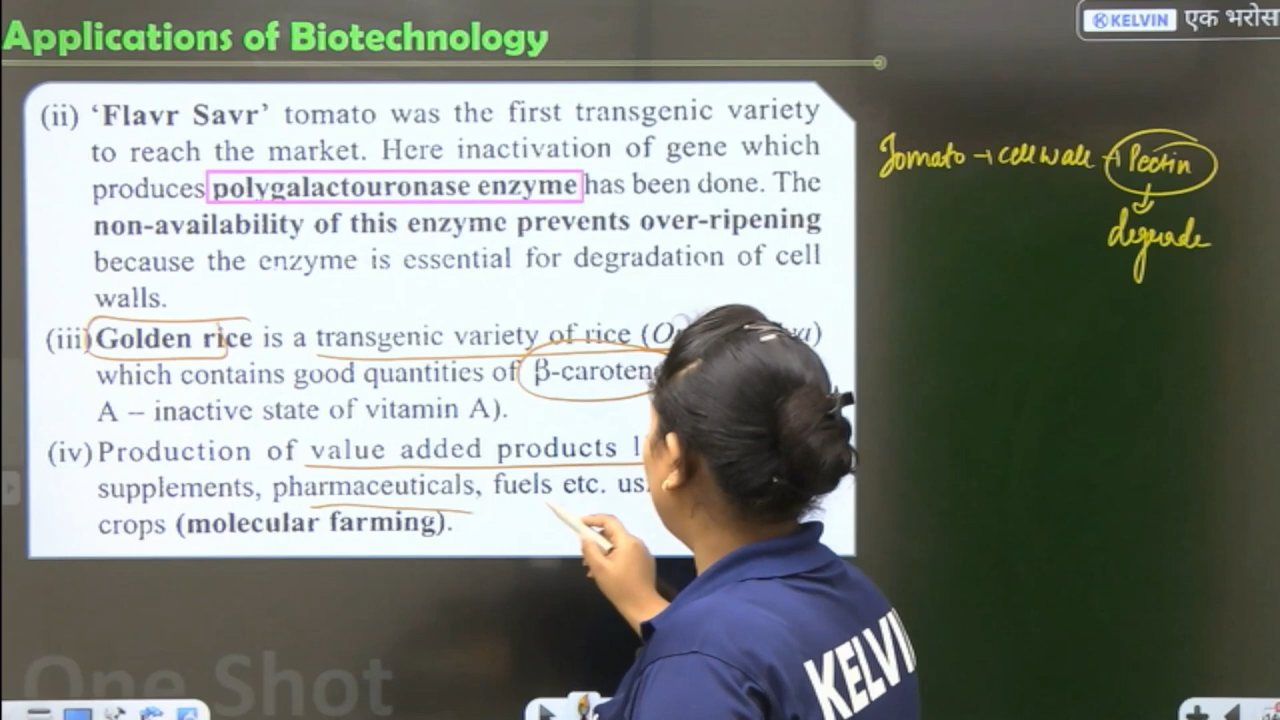 Applications of Biotechnology
KELVIN एक भरोस
(ii) 'Flavr Savr' tomato was the first transgenic variety
to reach the market. Here inactivation of gene which
produces polygalactouronase enzyme has been done. The
non-availability of this enzyme prevents over-ripening
because the enzyme is essential for degradation of cell
walls.
(iii) Golden rice is a transgenic variety of rice (
which contains good quantities of β-caroten
A – inactive state of vitamin A).
(iv) Production of value added products
supplements, pharmaceuticals, fuels etc.
crops (molecular farming).
Tomato → cell wall → Pectin
degrade
KELVI
One Shot